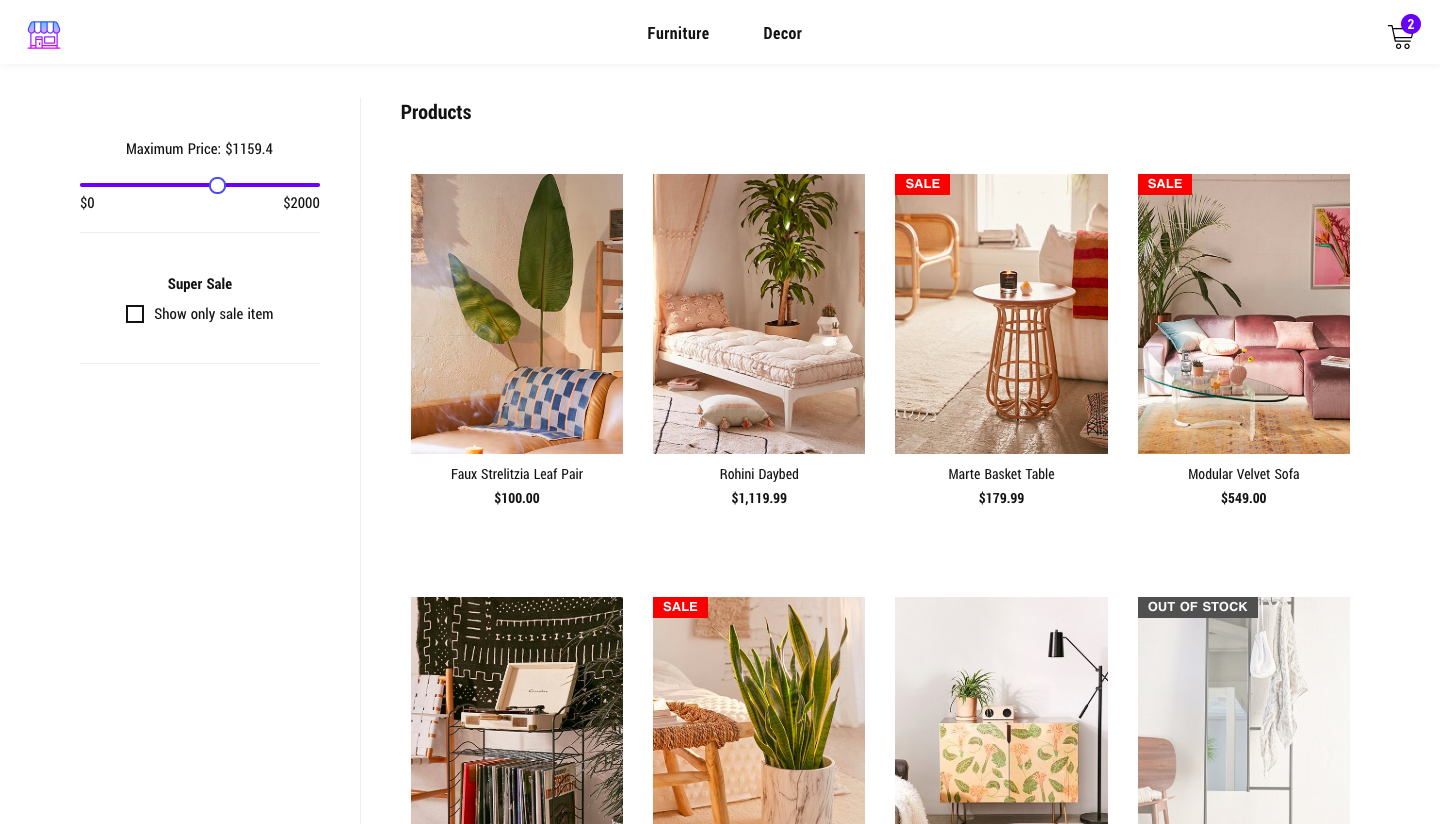 Furniture
Decor
2
Maximum Price: $1159.4
$0
$2000
Super Sale
Show only sale item
Products
SALE
SALE
Faux Strelitzia Leaf Pair
Rohini Daybed
Marte Basket Table
Modular Velvet Sofa
$100.00
$1,119.99
$179.99
$549.00
SALE
OUT OF STOCK